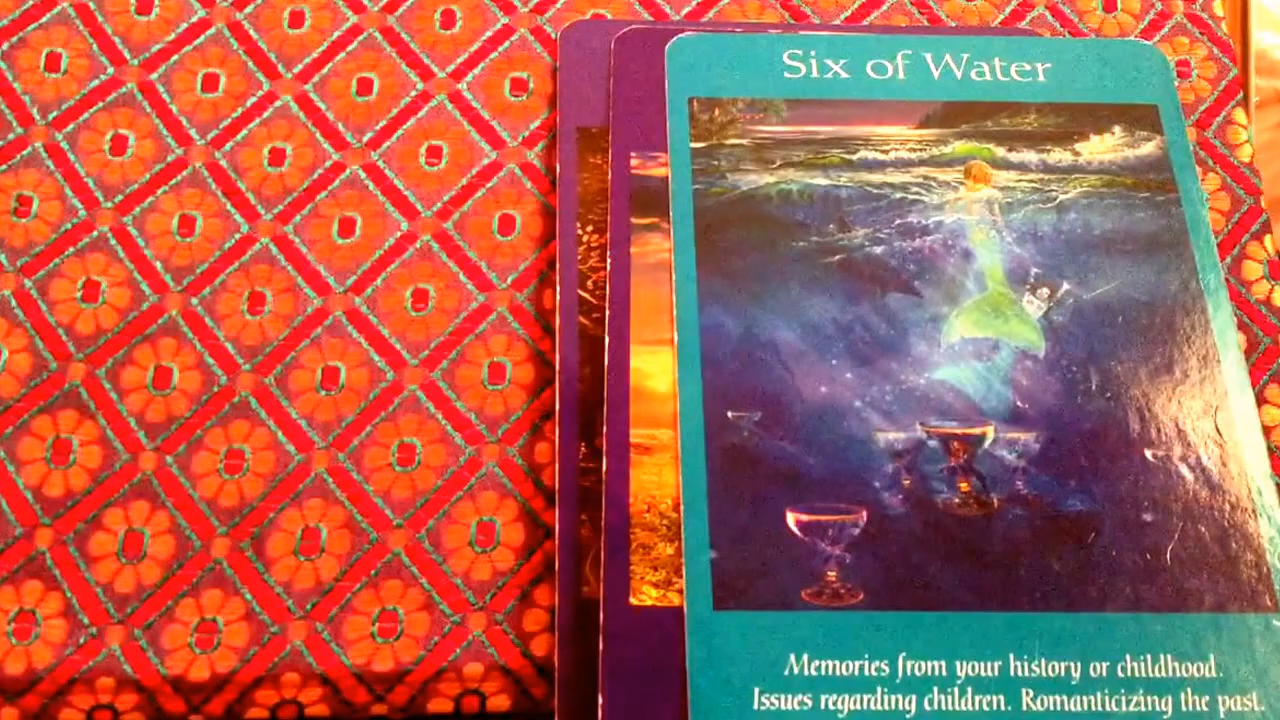 Six of Water
Memories from your history or childhood.
Issues regarding children. Romanticizing the past.